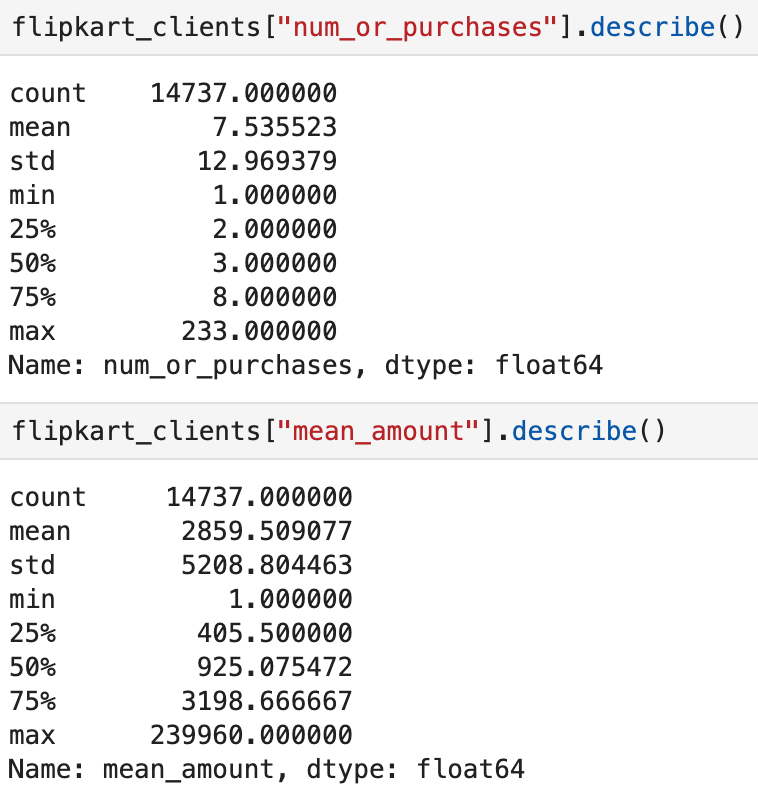 flipkart_clients["num_or_purchases"].describe()
count    14737.000000
mean         7.535523
std         12.969379
min          1.000000
25%          2.000000
50%          3.000000
75%          8.000000
max        233.000000
Name: num_or_purchases, dtype: float64
flipkart_clients["mean_amount"].describe()
count     14737.000000
mean       2859.509077
std        5208.804463
min           1.000000
25%         405.500000
50%         925.075472
75%        3198.666667
max      239960.000000
Name: mean_amount, dtype: float64